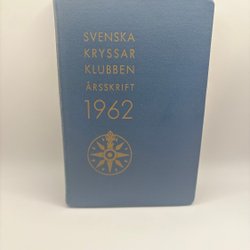 SVENSKA
KRYSSAR
KLUBBEN
ÅRSSKRIFT
1962